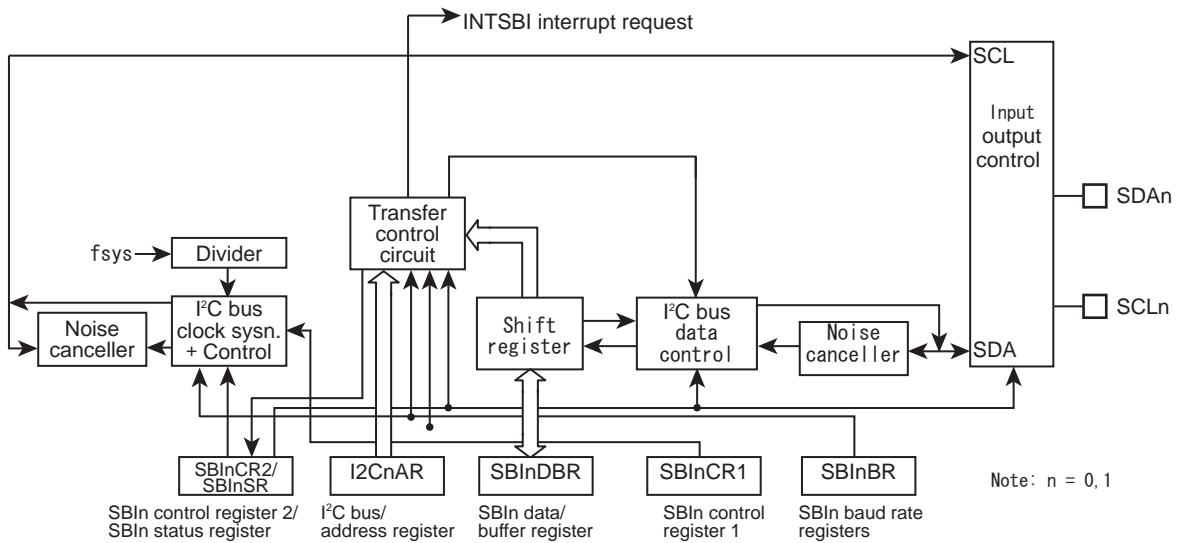 INTSBI interrupt request
SCL
Input
output
control
SDAn
SCLn
SDA
Transfer
control
circuit
fsys
Divider
I²C bus
clock sysn.
+ Control
Noise
canceller
Shift
register
I²C bus
data
control
Noise
canceller
SBInCR2/
SBInSR
I2CnAR
SBInDBR
SBInCR1
SBInBR
Note: n = 0,1
SBIn control register 2/
SBIn status register
I²C bus/
address register
SBIn data/
buffer register
SBIn control
register 1
SBIn baud rate
registers